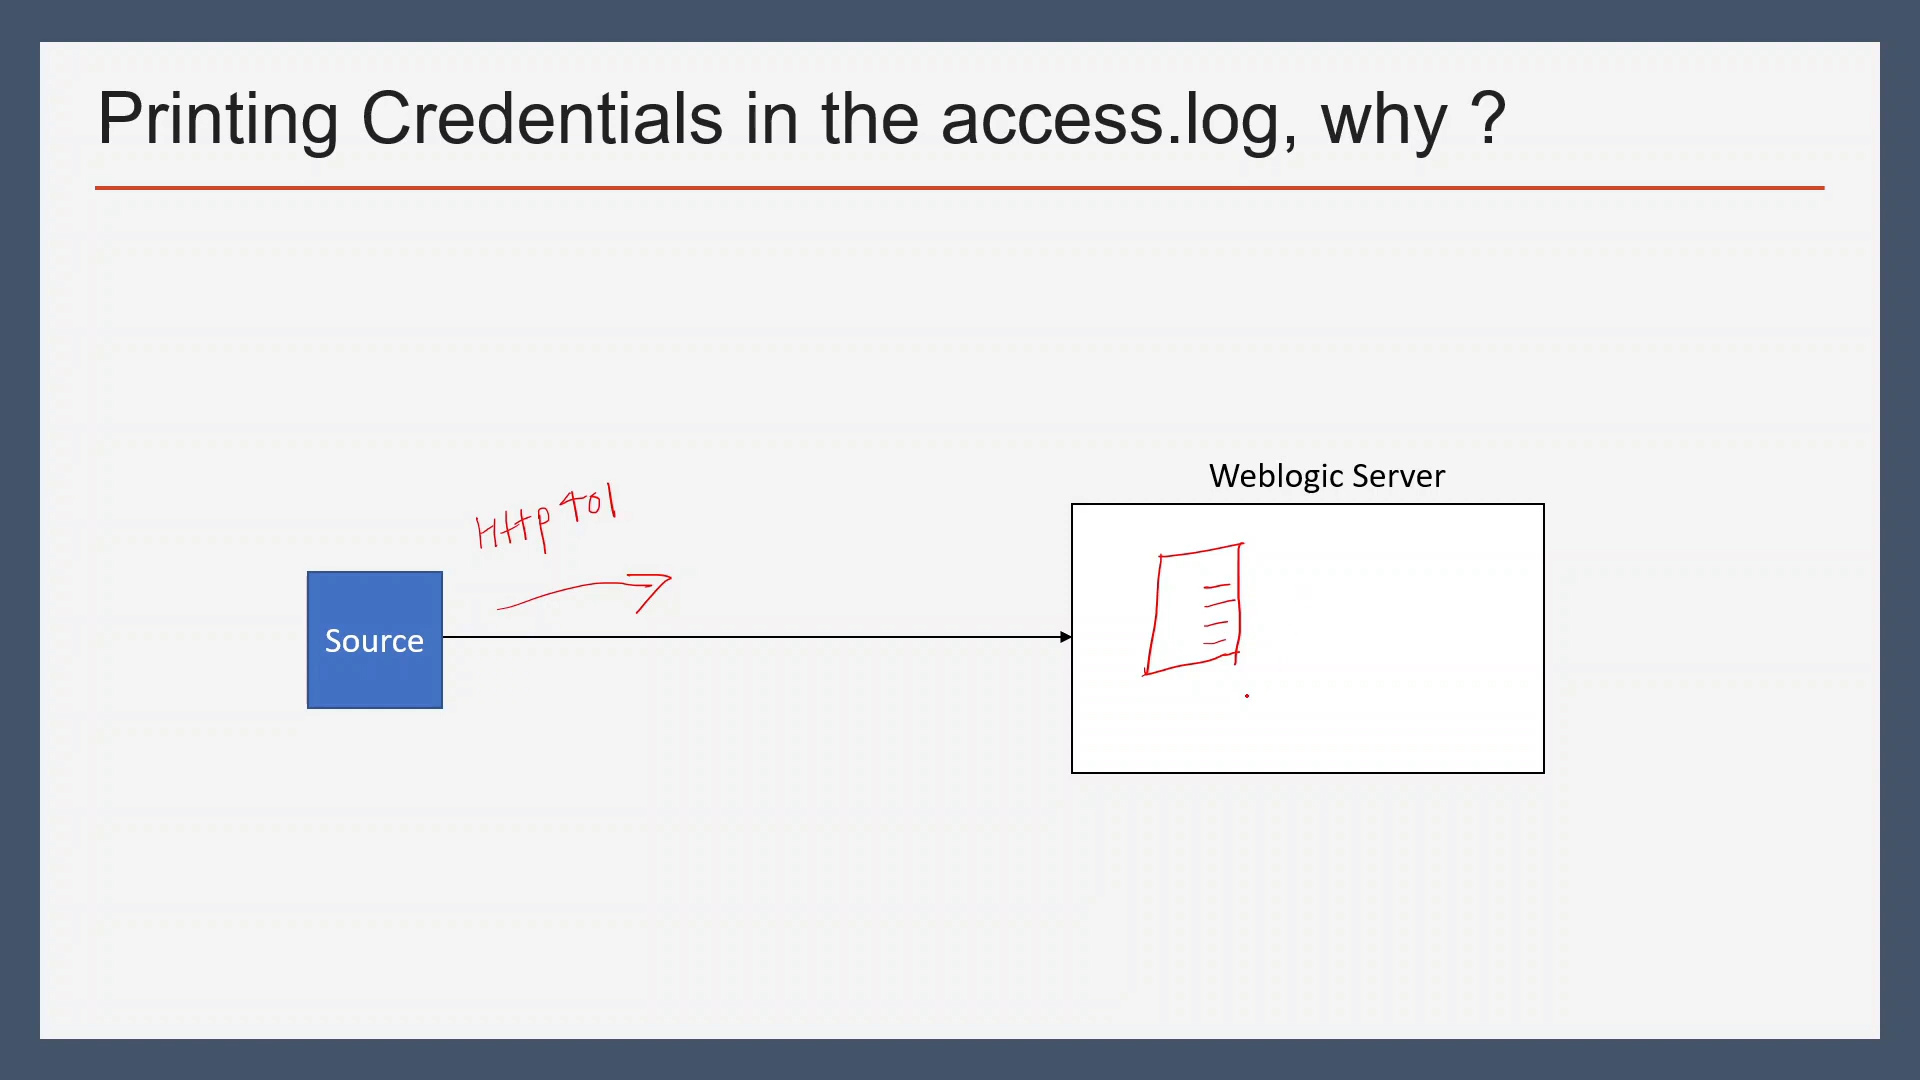 Printing Credentials in the access.log, why ?
Weblogic Server
Http 401
Source